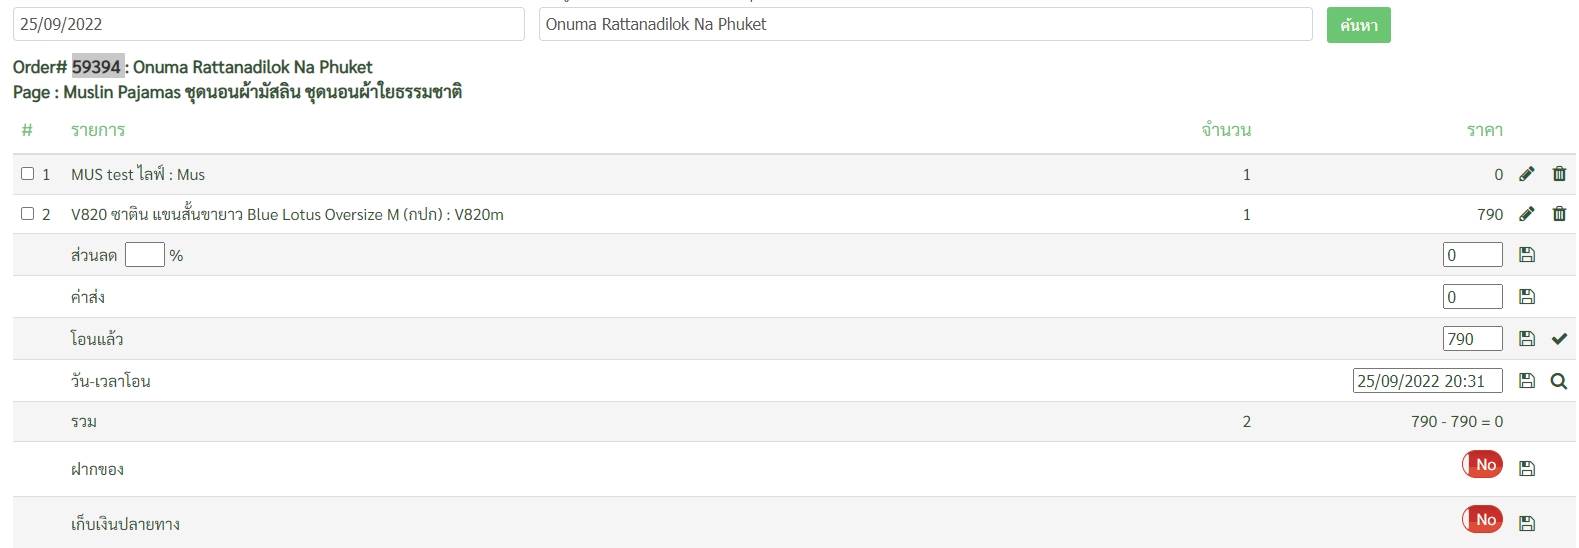 25/09/2022 Onuma Rattanadilok Na Phuket ค้นหา
Order# 59394 : Onuma Rattanadilok Na Phuket
Page : Muslin Pajamas ชุดนอนผ้ามัสลิน ชุดนอนผ้าใยธรรมชาติ
# รายการ จำนวน ราคา
1 MUS test ไลฟ์ : Mus 1 0
2 V820 ซาติน แขนสั้นขายาว Blue Lotus Oversize M (กปก) : V820m 1 790
ส่วนลด % 0
ค่าส่ง 0
โอนแล้ว 790
วัน-เวลาโอน 25/09/2022 20:31
รวม 2 790 - 790 = 0
ฝากของ No
เก็บเงินปลายทาง No